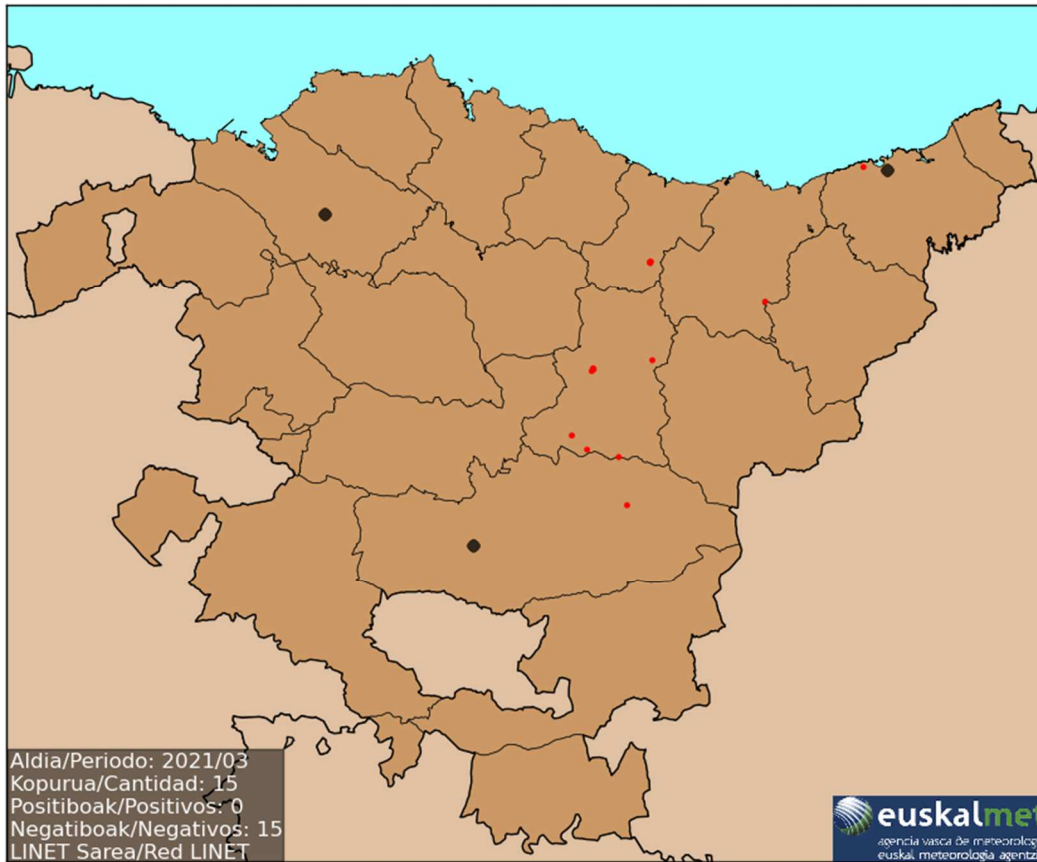 Aldia/Periodo: 2021/03
Kopurua/Cantidad: 15
Positiboak/Positivos: 0
Negatiboak/Negativos: 15
LINET Sarea/Red LINET
euskalmet
agencia vasca de meteorolog
euskal meteorologia agentz